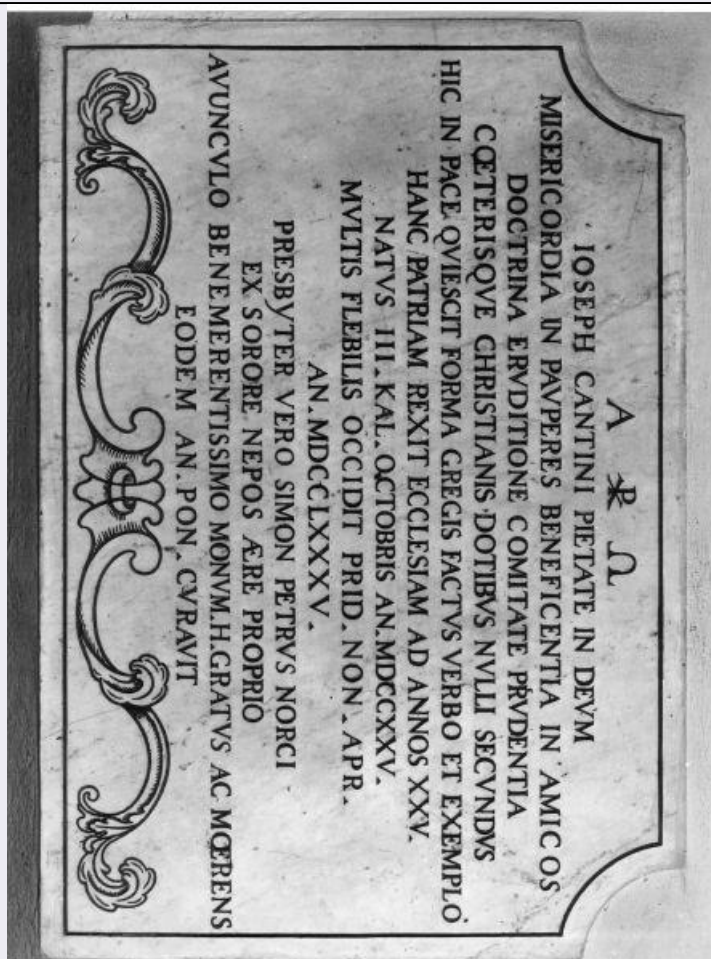 A ☧ Ω
IOSEPH CANTINI PIETATE IN DEVM
MISERICORDIA IN PAVPERES BENEFICENTIA IN AMICOS
DOCTRINA ERVDITIONE COMITATE PRVDENTIA
CŒTERISQVE CHRISTIANIS DOTIBVS NVLLI SECVNDVS
HIC IN PACE QVIESCIT FORMA GREGIS FACTVS VERBO ET EXEMPLO
HANC PATRIAM REXIT ECCLESIAM AD ANNOS XXV.
NATVS III. KAL. OCTOBRIS AN. MDCCXXV.
MVLTIS FLEBILIS OCCIDIT PRID. NON. APR.
AN. MDCCLXXXV.
PRESBYTER VERO SIMON PETRVS NORCI
EX SORORE NEPOS ÆRE PROPRIO
AVUNCVLO BENEMERENTISSIMO MONVM. H. GRATVS AC MŒRENS
EODEM AN. PON. CVRAVIT